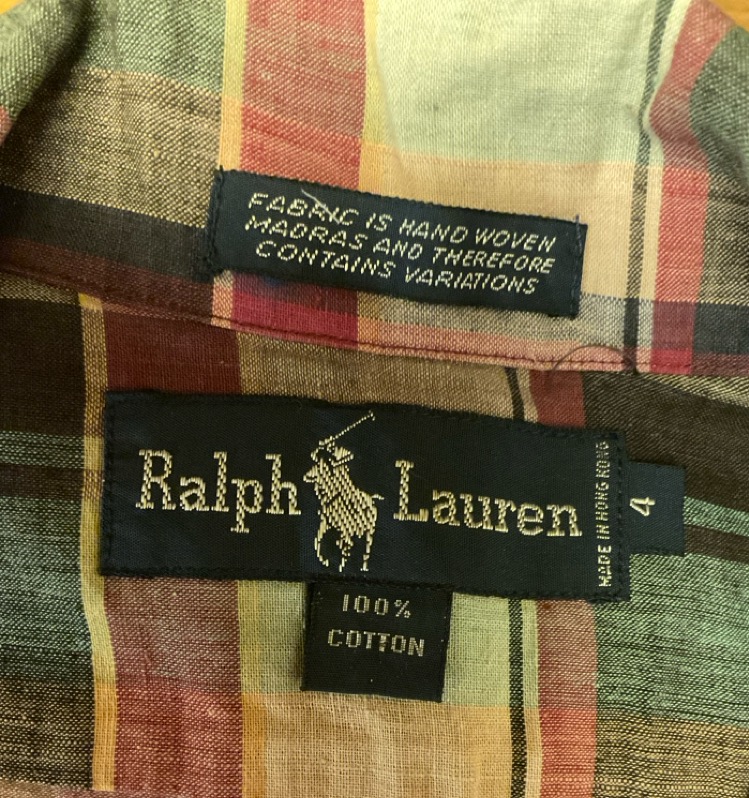 FABRIC IS HAND WOVEN
MADRAS AND THEREFORE
CONTAINS VARIATIONS
Ralph Lauren
MADE IN HONG KONG
4
100%
COTTON